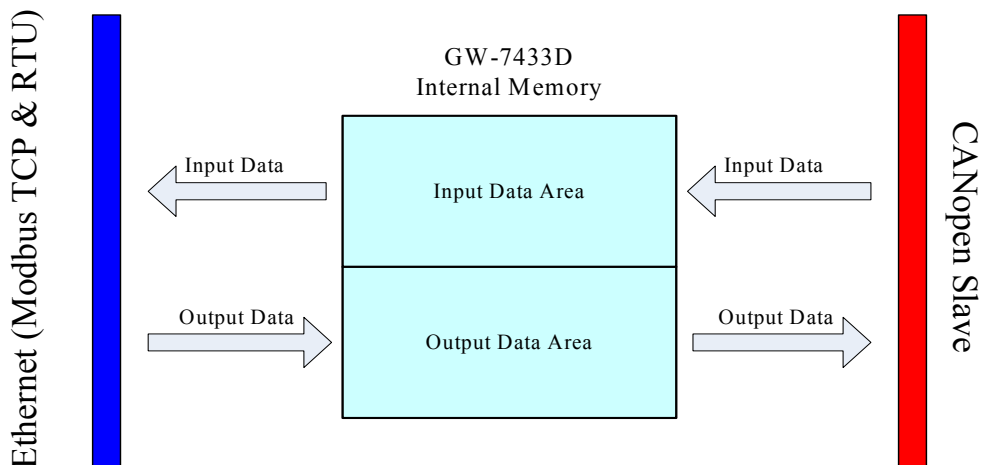 Ethernet (Modbus TCP & RTU)
GW-7433D
Internal Memory
Input Data
Input Data Area
Input Data
Output Data
Output Data Area
Output Data
CANopen Slave